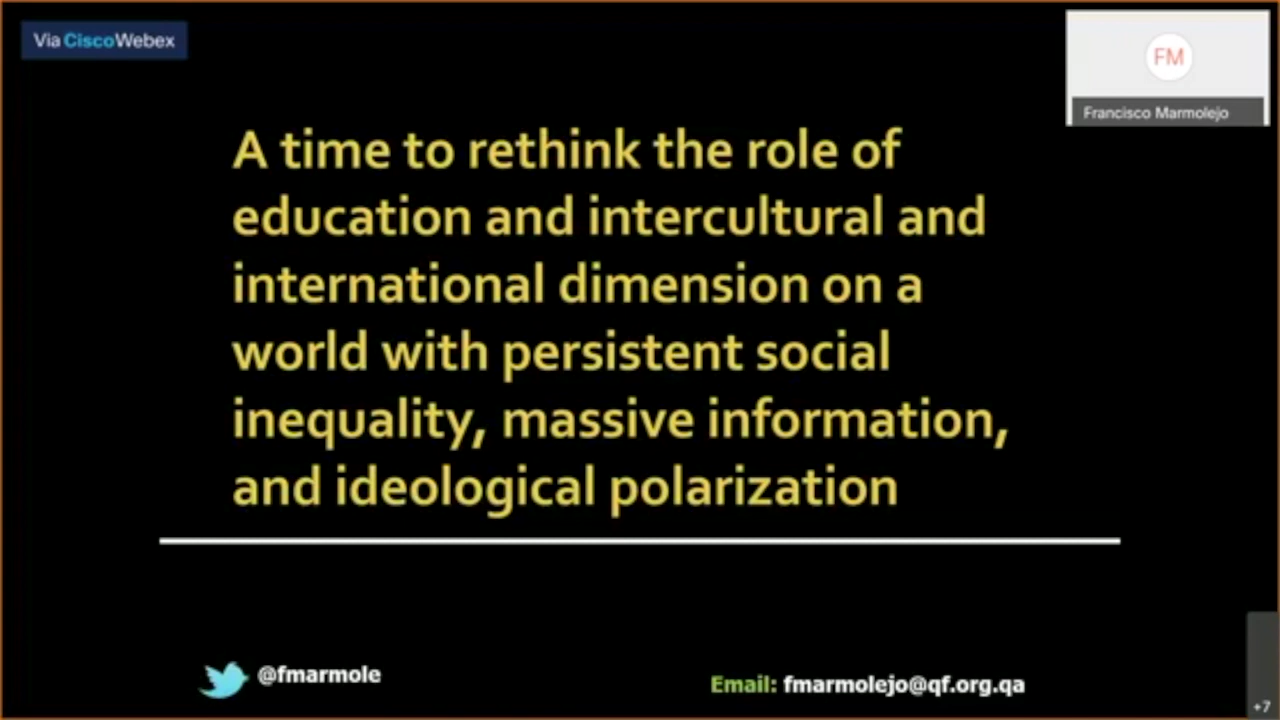 Via CiscoWebex
FM
Francisco Marmolejo
A time to rethink the role of
education and intercultural and
international dimension on a
world with persistent social
inequality, massive information,
and ideological polarization
@fmarmole
Email: fmarmolejo@qf.org.qa
+7